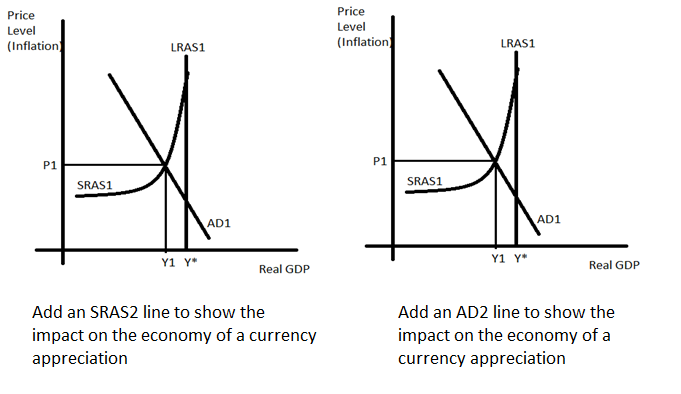 Price
Level
(Inflation)
LRAS1
P1
SRAS1
AD1
Y1 Y*
Real GDP
Add an SRAS2 line to show the
impact on the economy of a currency
appreciation
Price
Level
(Inflation)
LRAS1
P1
SRAS1
AD1
Y1 Y*
Real GDP
Add an AD2 line to show the
impact on the economy of a
currency appreciation